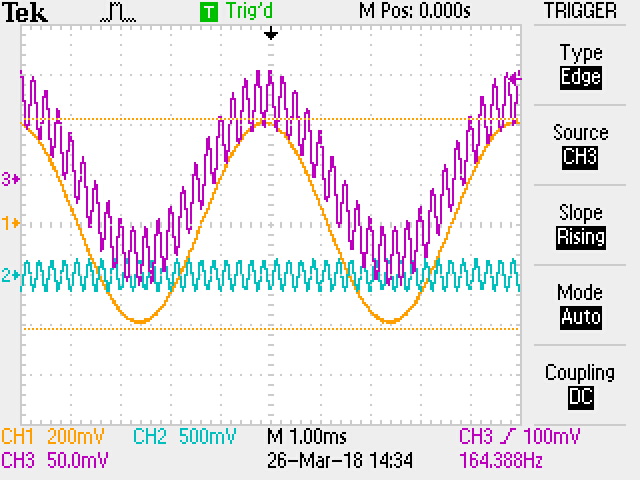 Tek T Trig'd M Pos: 0.000s TRIGGER
Type
Edge
Source
CH3
Slope
Rising
Mode
Auto
Coupling
DC
3
1
2
CH1 200mV CH2 500mV M 1.00ms CH3 100mV
CH3 50.0mV 26-Mar-18 14:34 164.388Hz